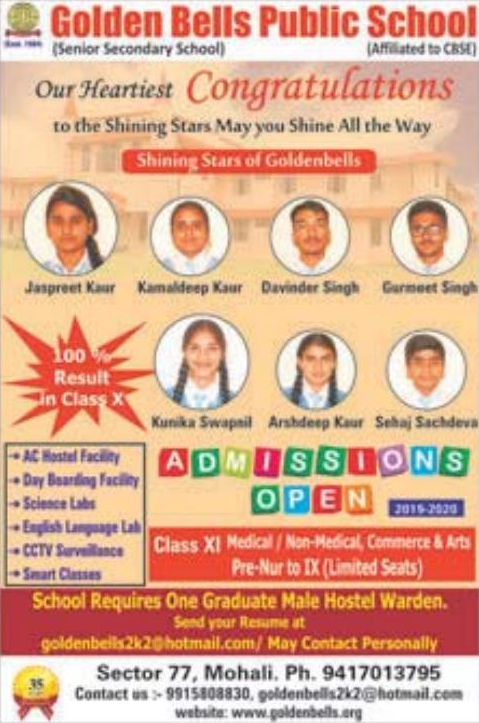 Golden Bells Public School
(Senior Secondary School) (Affiliated to CBSE)
Our Heartiest Congratulations
to the Shining Stars May you Shine All the Way
Shining Stars of Goldenbells
Jaspreet Kaur Kamaldeep Kaur Davinder Singh Gurmeet Singh
100 %
Result
in Class X
Kunika Swapnil Arshdeep Kaur Sehaj Sachdeva
→ AC Hostel Facility
→ Day Boarding Facility
→ Science Labs
→ English Language Lab
→ CCTV Surveillance
→ Smart Classes
ADMISSIONS
OPEN 2019-2020
Class XI Medical / Non-Medical, Commerce & Arts
Pre-Nur to IX (Limited Seats)
School Requires One Graduate Male Hostel Warden.
Send your Resume at
goldenbells2k2@hotmail.com/ May Contact Personally
35
Sector 77, Mohali. Ph. 9417013795
Contact us :- 9915808830, goldenbells2k2@hotmail.com
website: www.goldenbells.org